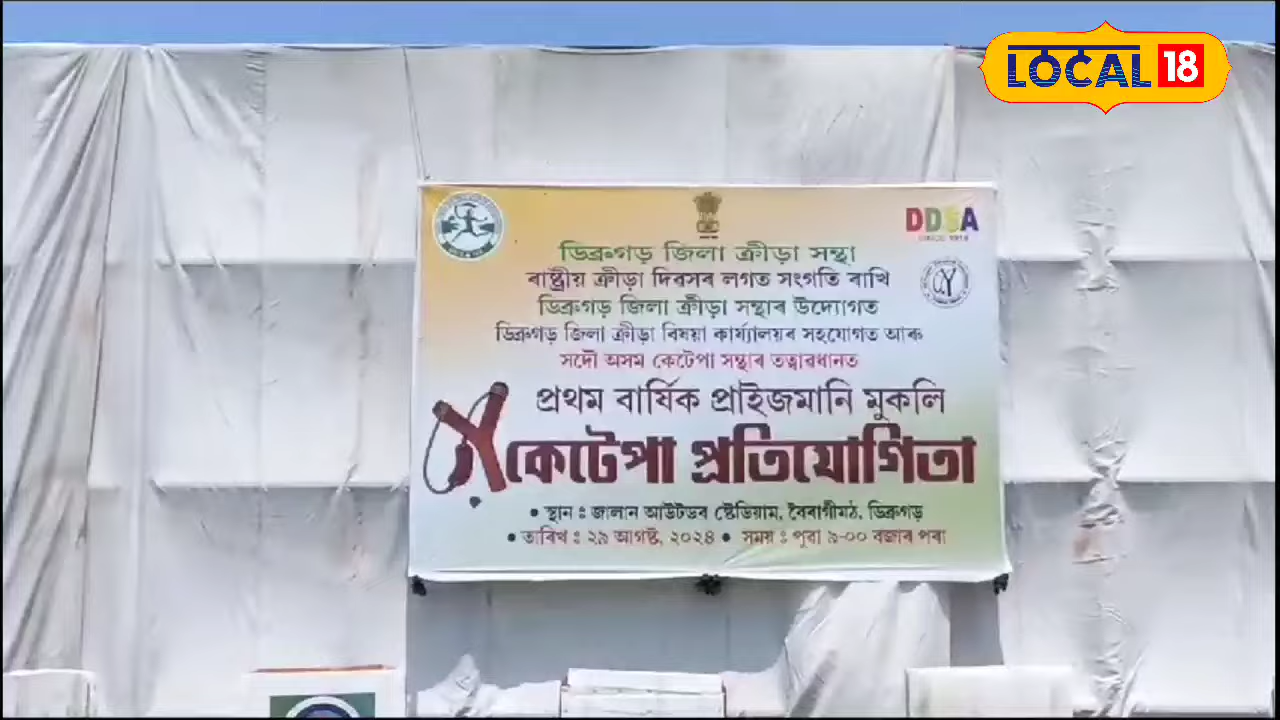 LOCAL 18
DDSA
ডিব্ৰুগড় জিলা ক্ৰীড়া সন্থা
ৰাষ্ট্ৰীয় ক্ৰীড়া দিৱসৰ লগত সংগতি ৰাখি
ডিব্ৰুগড় জিলা ক্ৰীড়া সন্থাৰ উদ্যোগত
ডিব্ৰুগড় জিলা ক্ৰীড়া বিষয়া কাৰ্য্যালয়ৰ সহযোগত আৰু
সদৌ অসম কেটেপা সন্থাৰ তত্বাৱধানত
প্ৰথম বাৰ্ষিক প্ৰাইজমানি মুকলি
কেটেপা প্ৰতিযোগিতা
• স্থান ঃ জালান আউটডৰ ষ্টেডিয়াম, বৈৰাগীমঠ, ডিব্ৰুগড়
• তাৰিখ ঃ ২৯ আগষ্ট, ২০২৪ • সময় ঃ পুৱা ৯-০০ বজাৰ পৰা